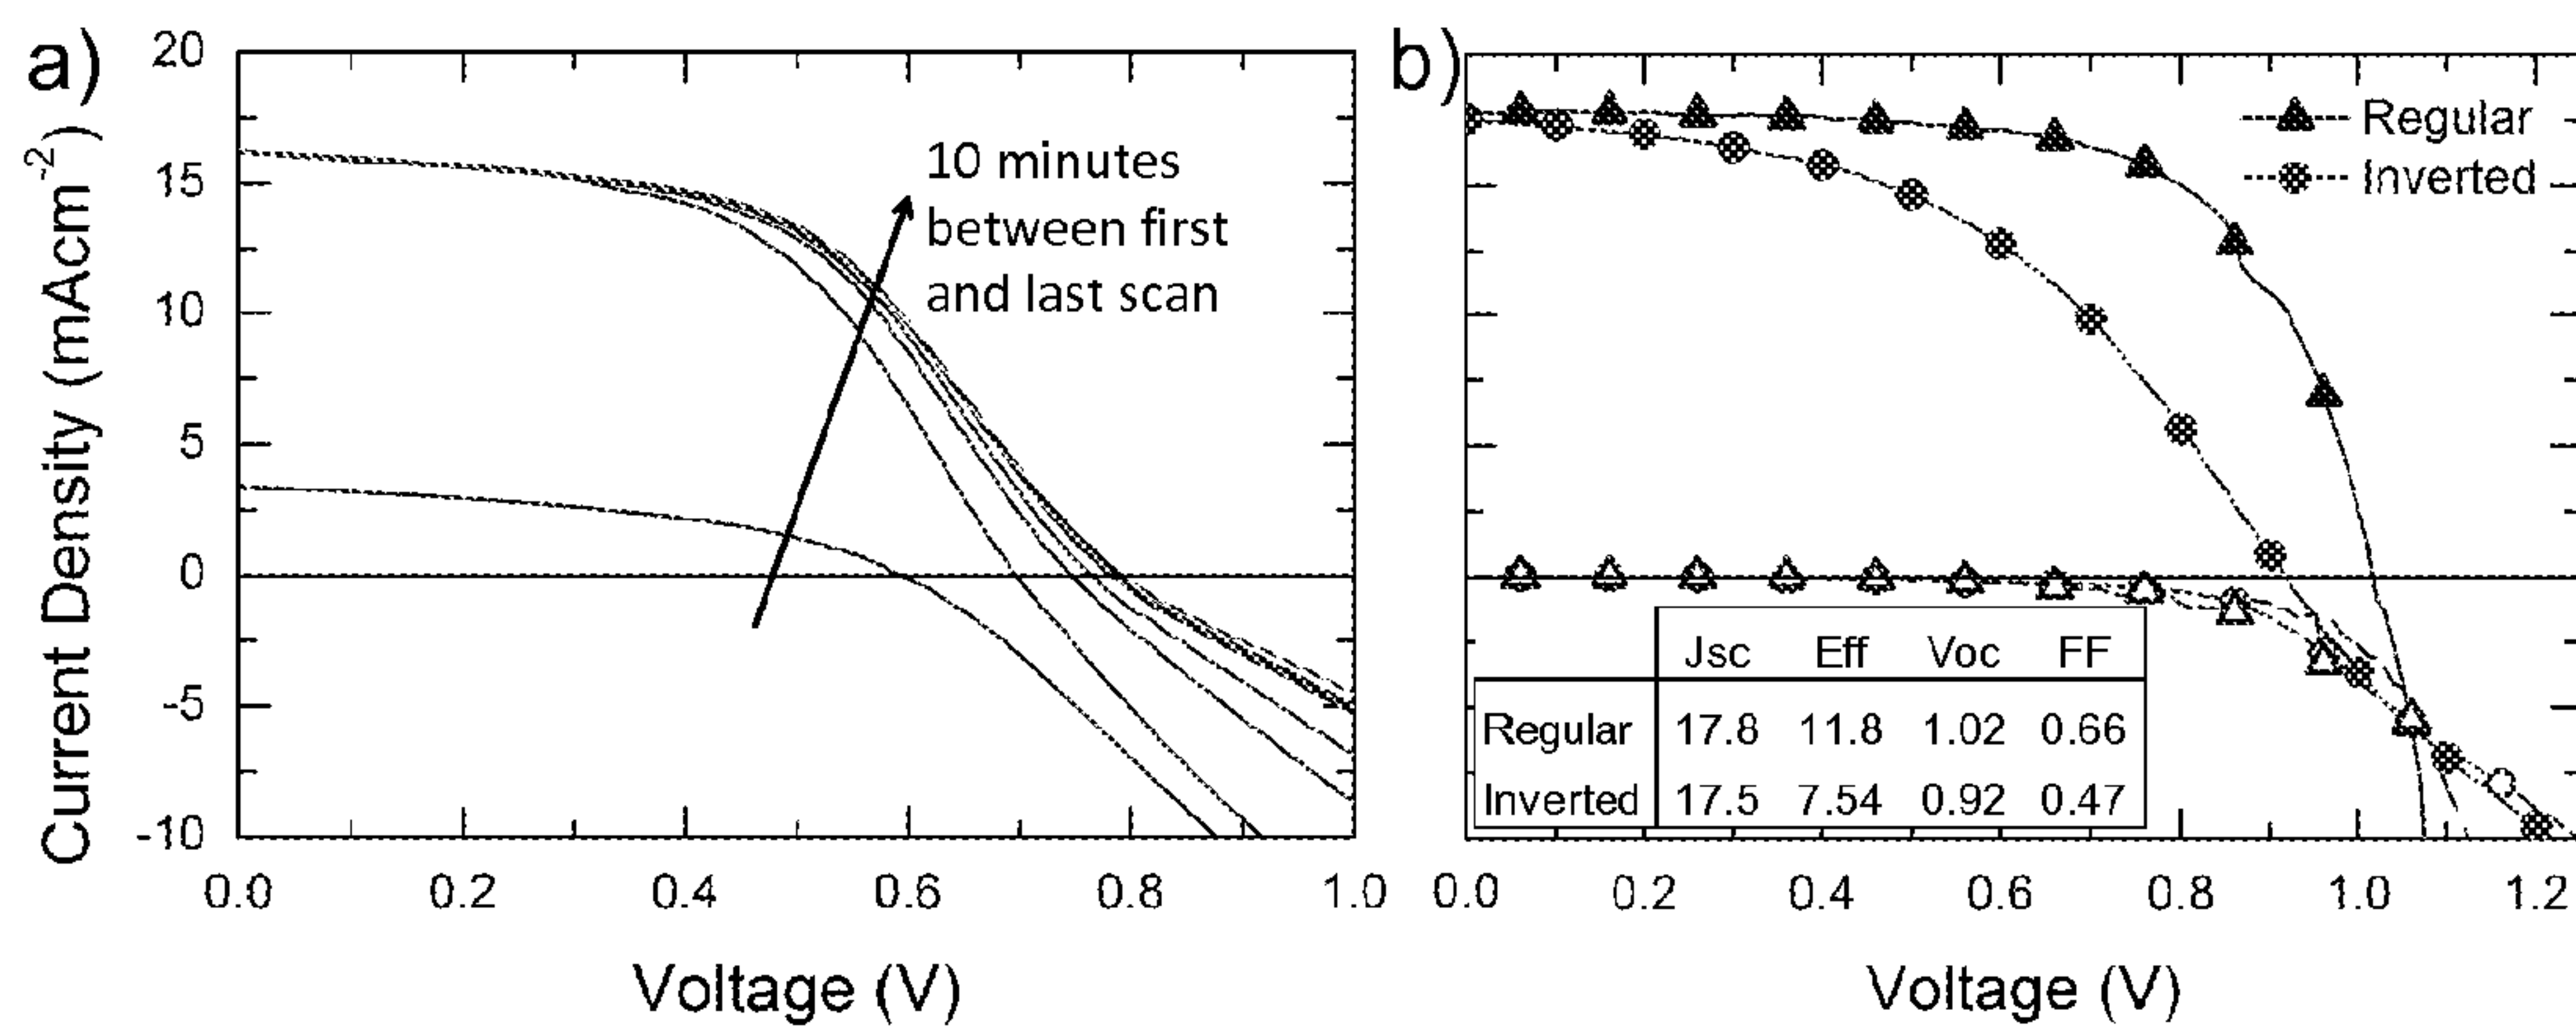 a)
Current Density (mAcm-2)
20
15
10
5
0
-5
-10
10 minutes
between first
and last scan
0.0 0.2 0.4 0.6 0.8 1.0
Voltage (V)
b)
Regular
Inverted
Jsc Eff Voc FF
Regular 17.8 11.8 1.02 0.66
Inverted 17.5 7.54 0.92 0.47
0.0 0.2 0.4 0.6 0.8 1.0 1.2
Voltage (V)